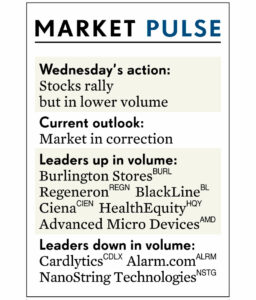 MARKET PULSE
Wednesday's action:
Stocks rally
but in lower volume
Current outlook:
Market in correction
Leaders up in volume:
Burlington Stores BURL
Regeneron REGN BlackLine BL
Ciena CIEN HealthEquity HQY
Advanced Micro Devices AMD
Leaders down in volume:
Cardlytics CDLX Alarm.com ALRM
NanoString Technologies NSTG